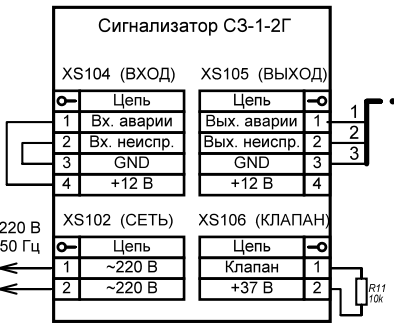 Сигнализатор СЗ-1-2Г
XS104 (ВХОД)
Цепь
1 Вх. аварии
2 Вх. неиспр.
3 GND
4 +12 В
XS105 (ВЫХОД)
Цепь
Вых. аварии 1
Вых. неиспр. 2
GND 3
+12 В 4
1
2
3
220 В
50 Гц
XS102 (СЕТЬ)
Цепь
1 ~220 В
2 ~220 В
XS106 (КЛАПАН)
Цепь
Клапан 1
+37 В 2
R11
10k